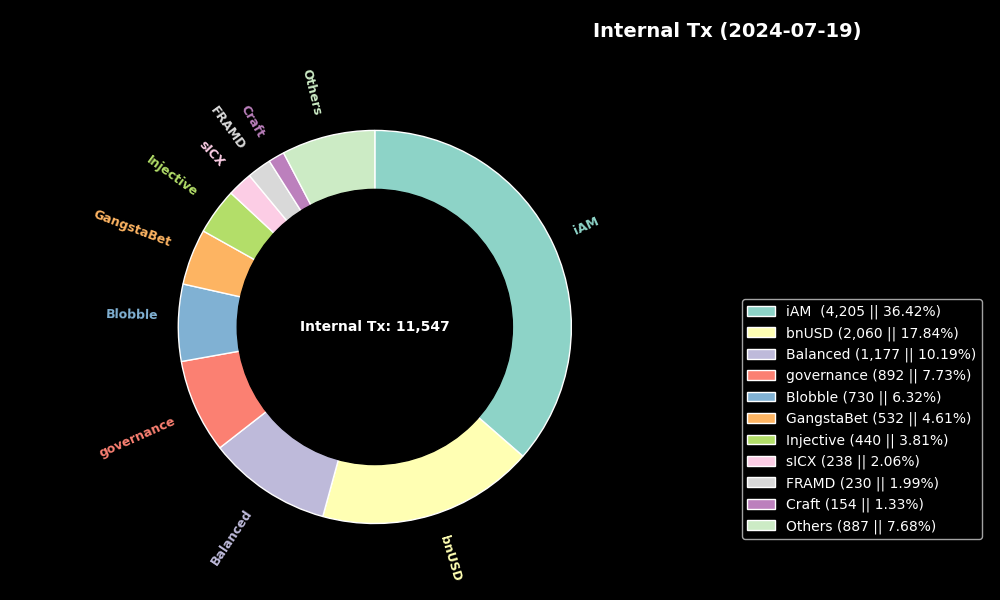 Internal Tx (2024-07-19)
Others
Craft
FRAMD
sICX
Injective
GangstaBet
Blobble
governance
Balanced
bnUSD
iAM
Internal Tx: 11,547
iAM  (4,205 || 36.42%)
bnUSD (2,060 || 17.84%)
Balanced (1,177 || 10.19%)
governance (892 || 7.73%)
Blobble (730 || 6.32%)
GangstaBet (532 || 4.61%)
Injective (440 || 3.81%)
sICX (238 || 2.06%)
FRAMD (230 || 1.99%)
Craft (154 || 1.33%)
Others (887 || 7.68%)